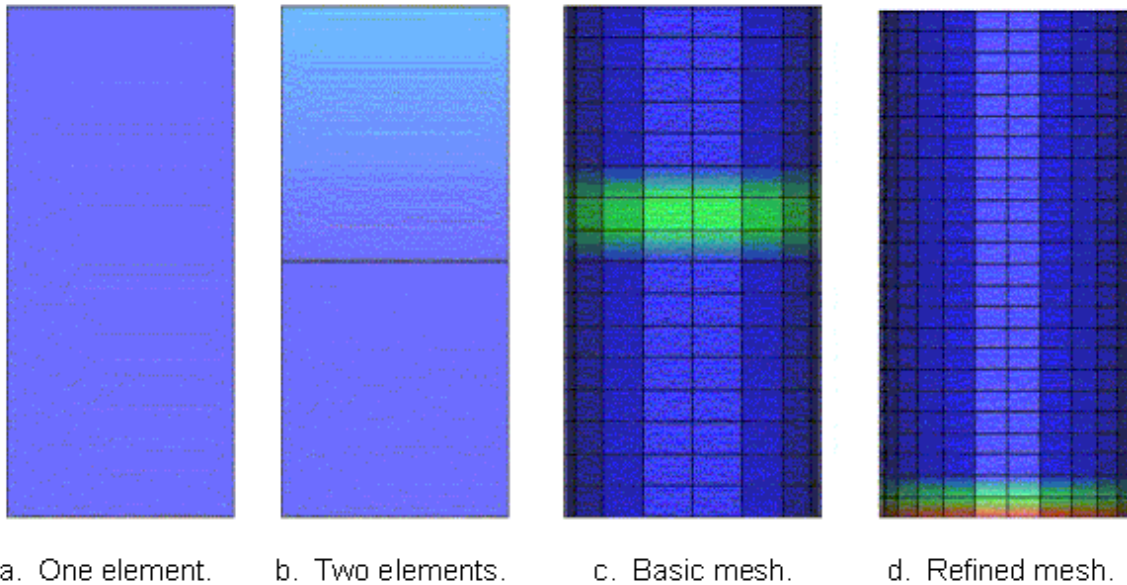 a. One element.
b. Two elements.
c. Basic mesh.
d. Refined mesh.